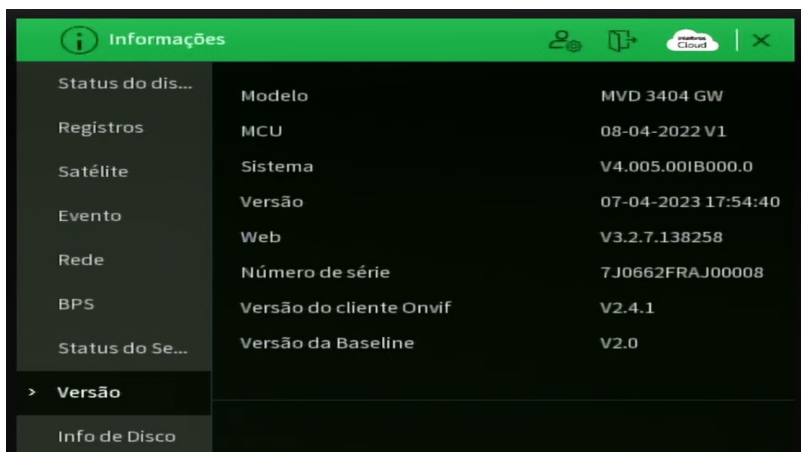 Informações
intelbras
Cloud
Status do dis...
Registros
Satélite
Evento
Rede
BPS
Status do Se...
> Versão
Info de Disco
Modelo MVD 3404 GW
MCU 08-04-2022 V1
Sistema V4.005.00IB000.0
Versão 07-04-2023 17:54:40
Web V3.2.7.138258
Número de série 7J0662FRAJ00008
Versão do cliente Onvif V2.4.1
Versão da Baseline V2.0